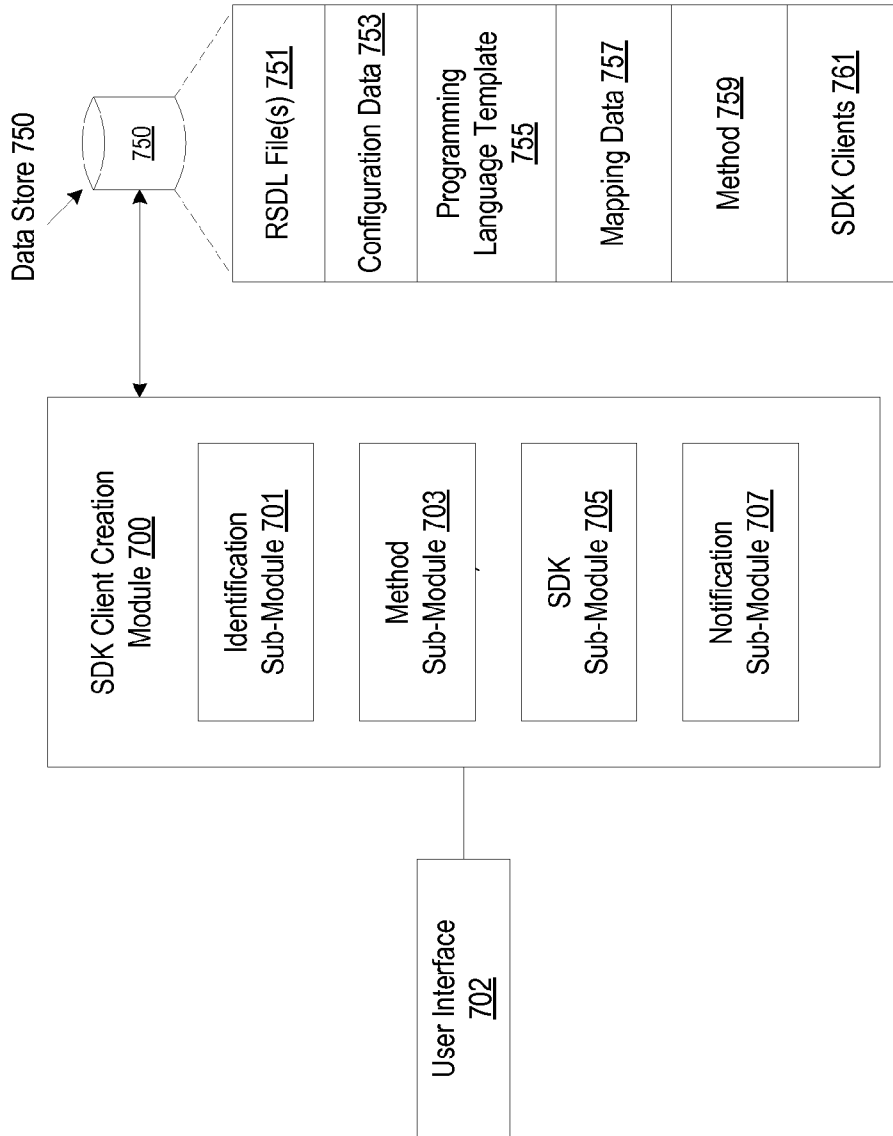 Data Store 750
750
RSDL File(s) 751
Configuration Data 753
Programming
Language Template
755
Mapping Data 757
Method 759
SDK Clients 761
SDK Client Creation
Module 700
Identification
Sub-Module 701
Method
Sub-Module 703
SDK
Sub-Module 705
Notification
Sub-Module 707
User Interface
702